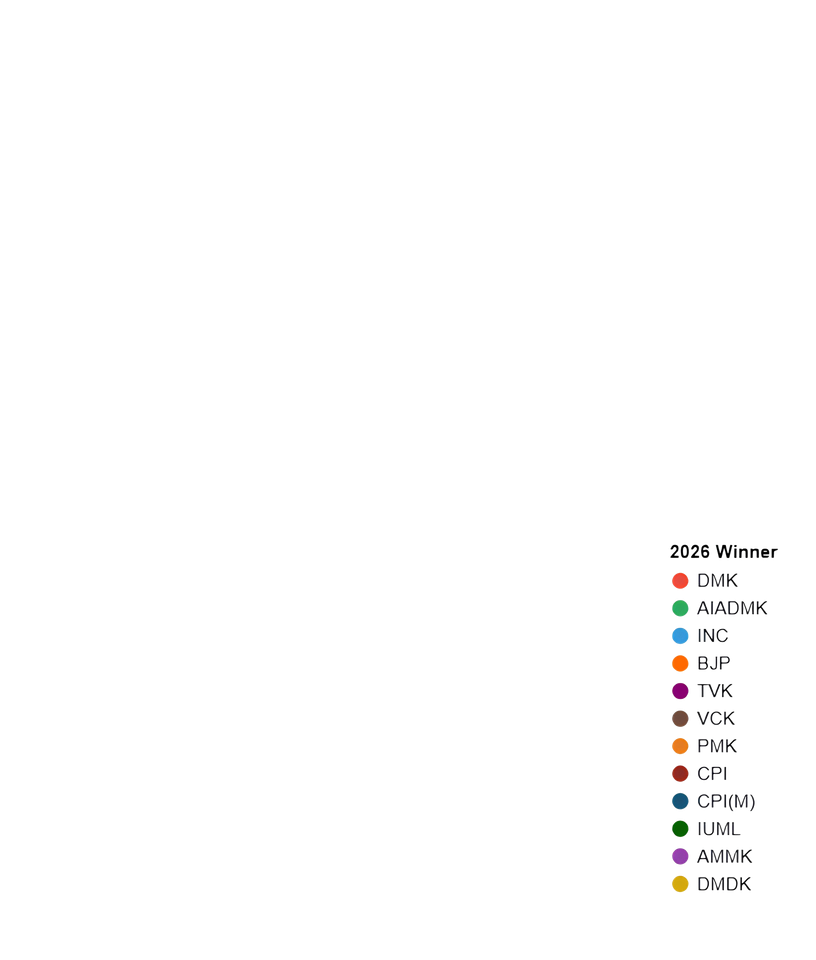 2026 Winner
DMK
AIADMK
INC
BJP
TVK
VCK
PMK
CPI
CPI(M)
IUML
AMMK
DMDK